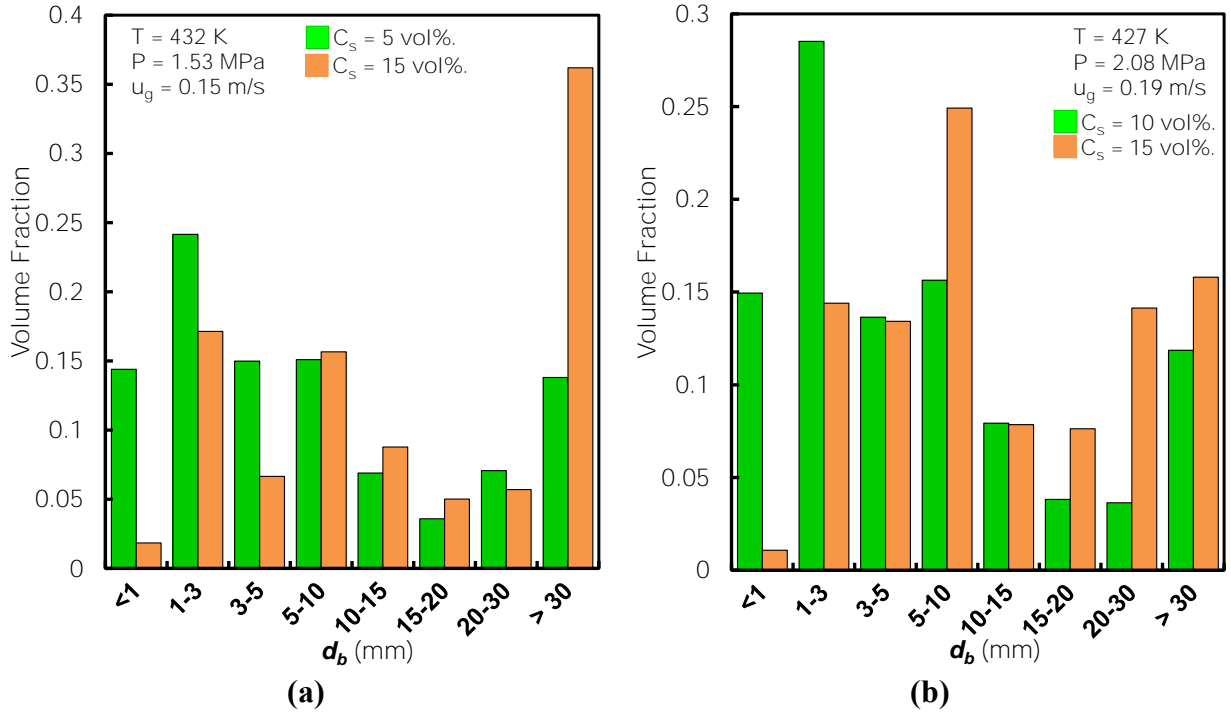 0.4
0.35
0.3
0.25
0.2
0.15
0.1
0.05
0
Volume Fraction
T = 432 K
P = 1.53 MPa
u_g = 0.15 m/s
C_s = 5 vol%.
C_s = 15 vol%.
<1
1-3
3-5
5-10
10-15
15-20
20-30
> 30
d_b (mm)
(a)
0.3
0.25
0.2
0.15
0.1
0.05
0
Volume Fraction
T = 427 K
P = 2.08 MPa
u_g = 0.19 m/s
C_s = 10 vol%.
C_s = 15 vol%.
<1
1-3
3-5
5-10
10-15
15-20
20-30
> 30
d_b (mm)
(b)